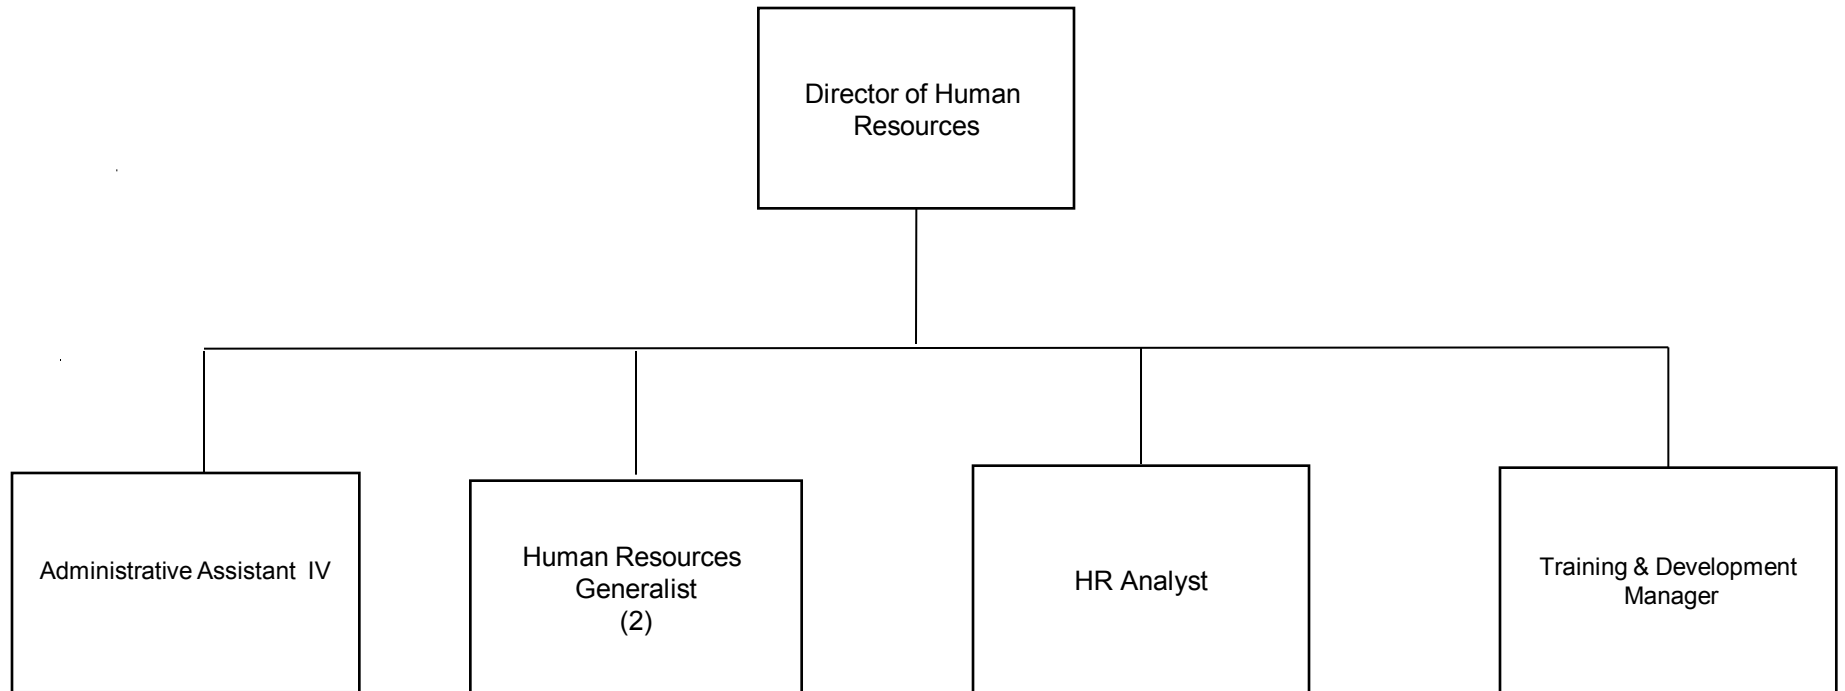 Director of Human
Resources
Administrative Assistant IV
Human Resources
Generalist
(2)
HR Analyst
Training & Development
Manager